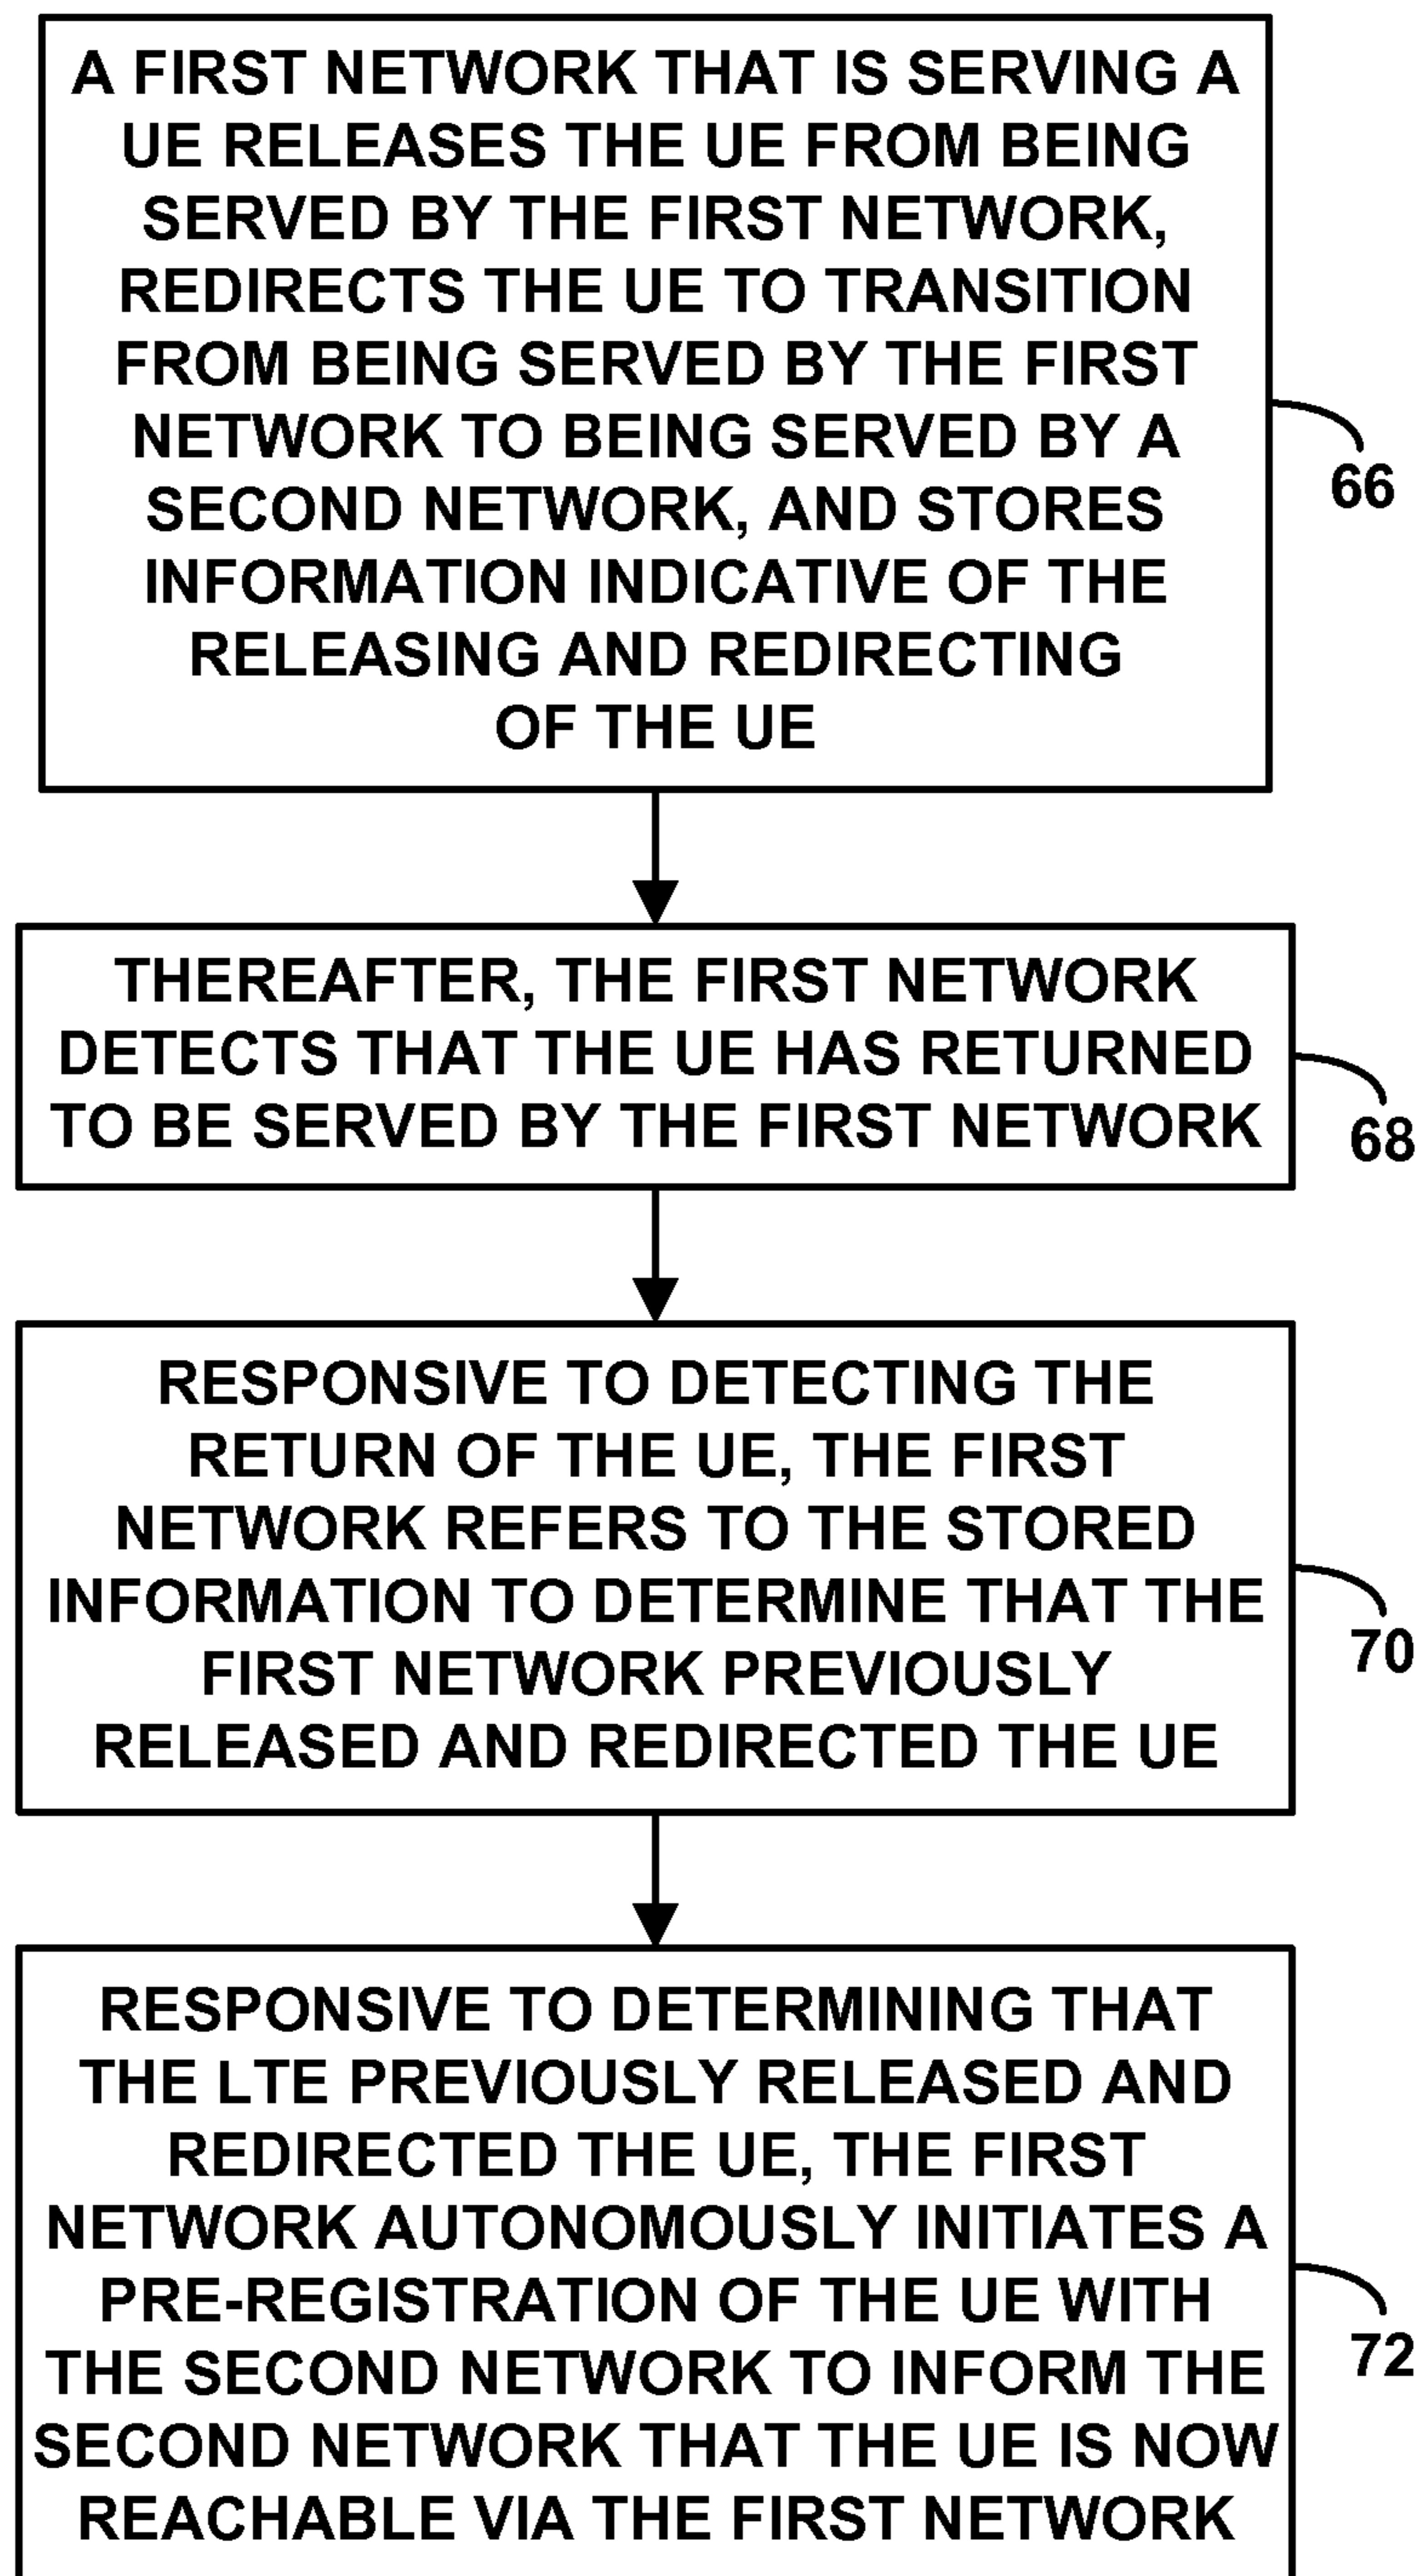 A FIRST NETWORK THAT IS SERVING A
UE RELEASES THE UE FROM BEING
SERVED BY THE FIRST NETWORK,
REDIRECTS THE UE TO TRANSITION
FROM BEING SERVED BY THE FIRST
NETWORK TO BEING SERVED BY A
SECOND NETWORK, AND STORES
INFORMATION INDICATIVE OF THE
RELEASING AND REDIRECTING
OF THE UE
66
THEREAFTER, THE FIRST NETWORK
DETECTS THAT THE UE HAS RETURNED
TO BE SERVED BY THE FIRST NETWORK
68
RESPONSIVE TO DETECTING THE
RETURN OF THE UE, THE FIRST
NETWORK REFERS TO THE STORED
INFORMATION TO DETERMINE THAT THE
FIRST NETWORK PREVIOUSLY
RELEASED AND REDIRECTED THE UE
70
RESPONSIVE TO DETERMINING THAT
THE LTE PREVIOUSLY RELEASED AND
REDIRECTED THE UE, THE FIRST
NETWORK AUTONOMOUSLY INITIATES A
PRE-REGISTRATION OF THE UE WITH
THE SECOND NETWORK TO INFORM THE
SECOND NETWORK THAT THE UE IS NOW
REACHABLE VIA THE FIRST NETWORK
72